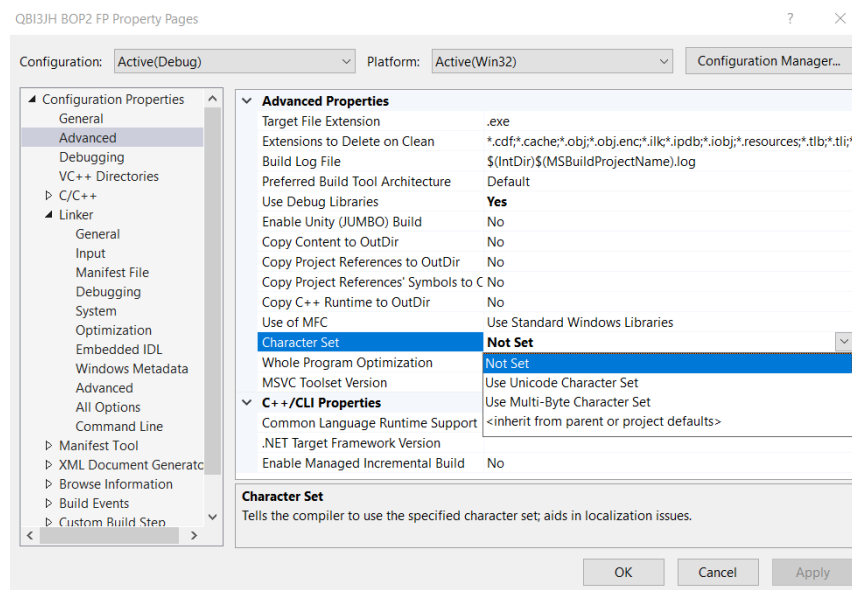 QBI3JH BOP2 FP Property Pages
Configuration: Active(Debug) Platform: Active(Win32) Configuration Manager...
Configuration Properties
General
Advanced
Debugging
VC++ Directories
C/C++
Linker
General
Input
Manifest File
Debugging
System
Optimization
Embedded IDL
Windows Metadata
Advanced
All Options
Command Line
Manifest Tool
XML Document Generatc
Browse Information
Build Events
Custom Build Step
Advanced Properties
Target File Extension .exe
Extensions to Delete on Clean *.cdf;*.cache;*.obj;*.obj.enc;*.ilk;*.ipdb;*.iobj;*.resources;*.tlb;*.tli;*
Build Log File $(IntDir)$(MSBuildProjectName).log
Preferred Build Tool Architecture Default
Use Debug Libraries Yes
Enable Unity (JUMBO) Build No
Copy Content to OutDir No
Copy Project References to OutDir No
Copy Project References' Symbols to C No
Copy C++ Runtime to OutDir No
Use of MFC Use Standard Windows Libraries
Character Set Not Set
Whole Program Optimization Not Set
MSVC Toolset Version Use Unicode Character Set
C++/CLI Properties Use Multi-Byte Character Set
Common Language Runtime Support <inherit from parent or project defaults>
.NET Target Framework Version
Enable Managed Incremental Build No
Character Set
Tells the compiler to use the specified character set; aids in localization issues.
OK Cancel Apply